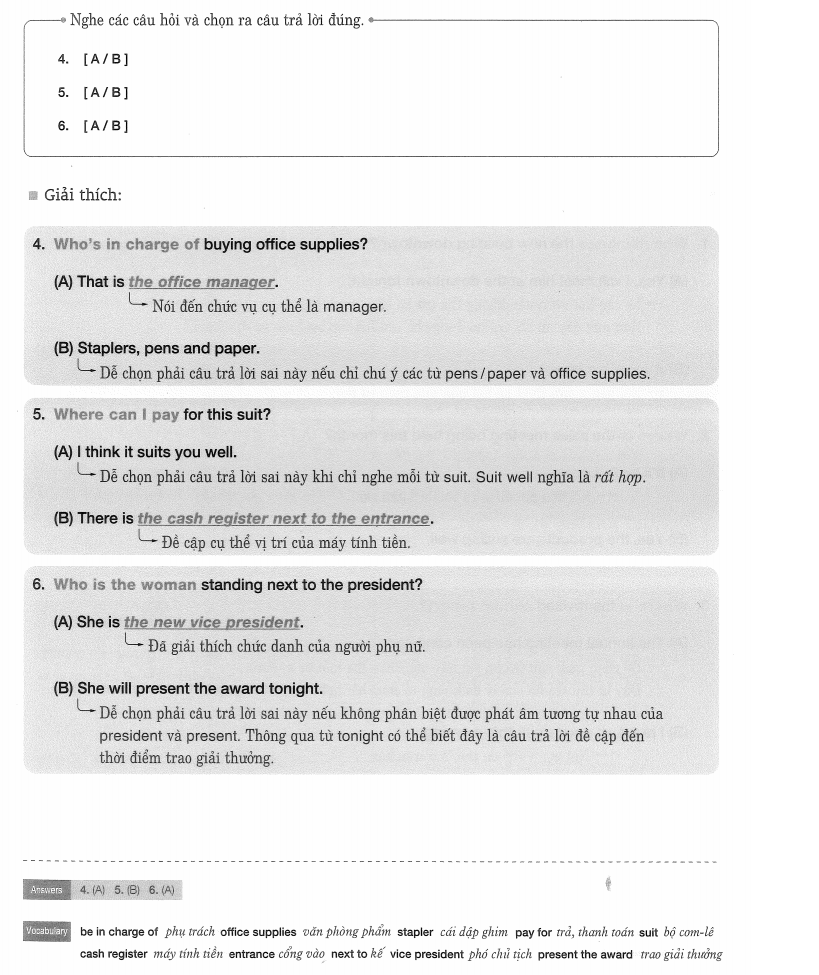 Nghe các câu hỏi và chọn ra câu trả lời đúng.
4. [ A / B ]
5. [ A / B ]
6. [ A / B ]
Giải thích:
4. Who's in charge of buying office supplies?
(A) That is the office manager.
Nói đến chức vụ cụ thể là manager.
(B) Staplers, pens and paper.
Dễ chọn phải câu trả lời sai này nếu chỉ chú ý các từ pens / paper và office supplies.
5. Where can I pay for this suit?
(A) I think it suits you well.
Dễ chọn phải câu trả lời sai này khi chỉ nghe mỗi từ suit. Suit well nghĩa là rất hợp.
(B) There is the cash register next to the entrance.
Đề cập cụ thể vị trí của máy tính tiền.
6. Who is the woman standing next to the president?
(A) She is the new vice president.
Đã giải thích chức danh của người phụ nữ.
(B) She will present the award tonight.
Dễ chọn phải câu trả lời sai này nếu không phân biệt được phát âm tương tự nhau của
president và present. Thông qua từ tonight có thể biết đây là câu trả lời đề cập đến
thời điểm trao giải thưởng.
Answers 4. (A) 5. (B) 6. (A)
Vocabulary be in charge of phụ trách office supplies văn phòng phẩm stapler cái dập ghim pay for trả, thanh toán suit bộ com-lê
cash register máy tính tiền entrance cổng vào next to kế vice president phó chủ tịch present the award trao giải thưởng